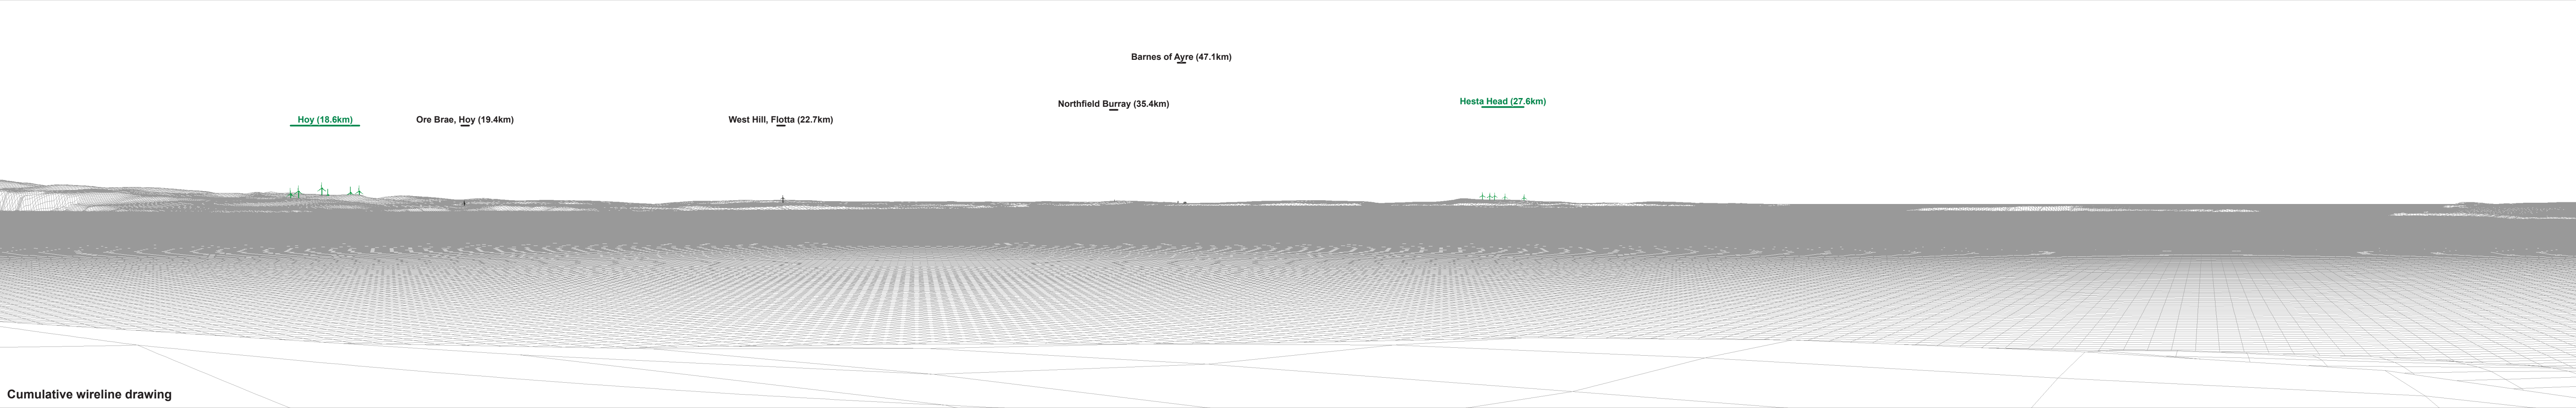 Barnes of Ayre (47.1km)
Northfield Burray (35.4km)
Hesta Head (27.6km)
Hoy (18.6km)
Ore Brae, Hoy (19.4km)
West Hill, Flotta (22.7km)
Cumulative wireline drawing